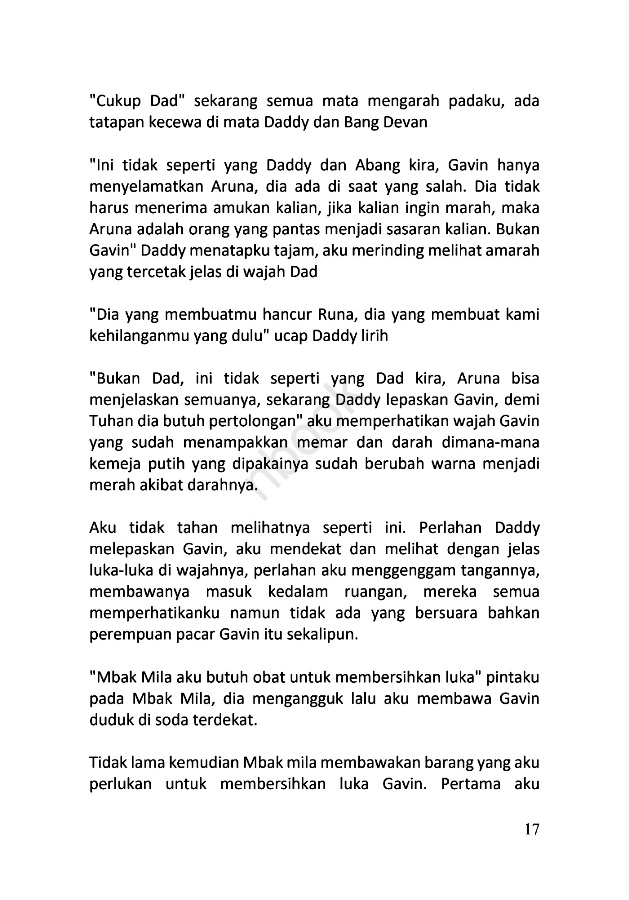 "Cukup Dad" sekarang semua mata mengarah padaku, ada
tatapan kecewa di mata Daddy dan Bang Devan
"Ini tidak seperti yang Daddy dan Abang kira, Gavin hanya
menyelamatkan Aruna, dia ada di saat yang salah. Dia tidak
harus menerima amukan kalian, jika kalian ingin marah, maka
Aruna adalah orang yang pantas menjadi sasaran kalian. Bukan
Gavin" Daddy menatapku tajam, aku merinding melihat amarah
yang tercetak jelas di wajah Dad
"Dia yang membuatmu hancur Runa, dia yang membuat kami
kehilanganmu yang dulu" ucap Daddy lirih
"Bukan Dad, ini tidak seperti yang Dad kira, Aruna bisa
menjelaskan semuanya, sekarang Daddy lepaskan Gavin, demi
Tuhan dia butuh pertolongan" aku memperhatikan wajah Gavin
yang sudah menampakkan memar dan darah dimana-mana
kemeja putih yang dipakainya sudah berubah warna menjadi
merah akibat darahnya.
Aku tidak tahan melihatnya seperti ini. Perlahan Daddy
melepaskan Gavin, aku mendekat dan melihat dengan jelas
luka-luka di wajahnya, perlahan aku menggenggam tangannya,
membawanya masuk kedalam ruangan, mereka semua
memperhatikanku namun tidak ada yang bersuara bahkan
perempuan pacar Gavin itu sekalipun.
"Mbak Mila aku butuh obat untuk membersihkan luka" pintaku
pada Mbak Mila, dia mengangguk lalu aku membawa Gavin
duduk di soda terdekat.
Tidak lama kemudian Mbak mila membawakan barang yang aku
perlukan untuk membersihkan luka Gavin. Pertama aku
17